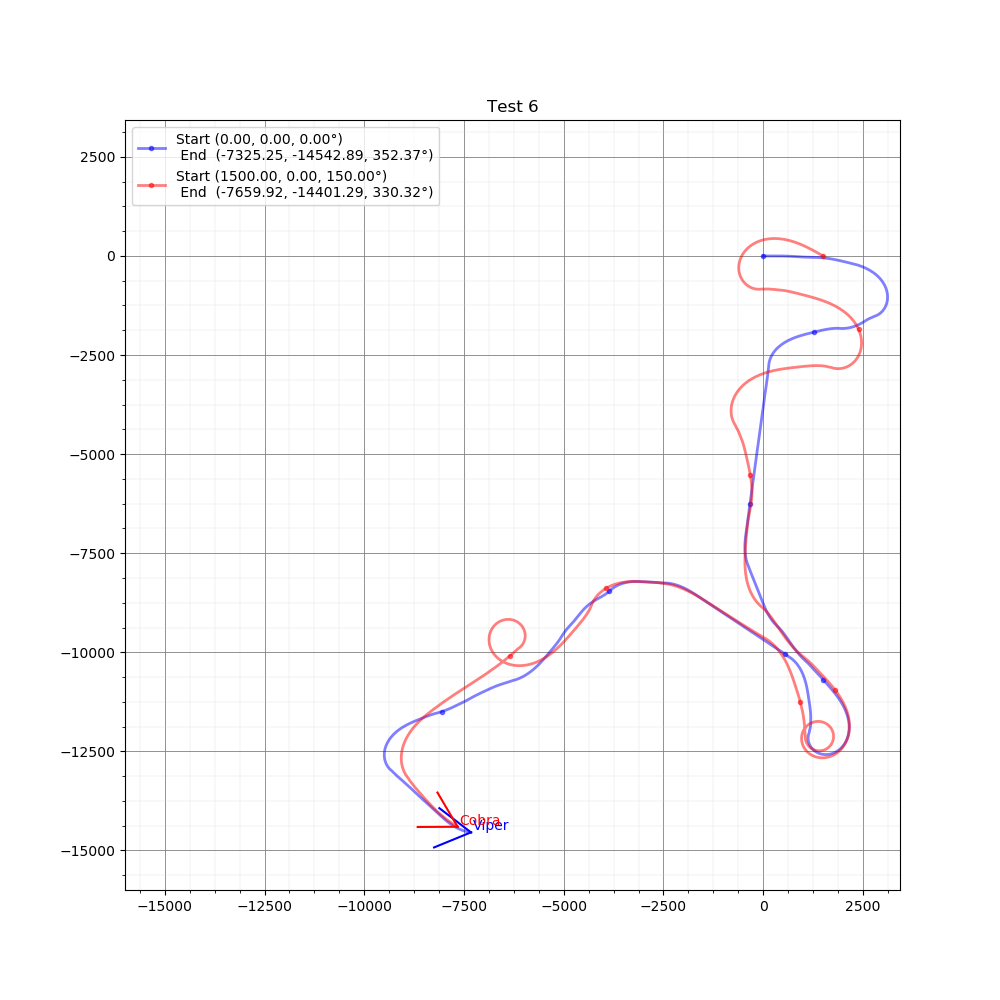 Test 6
Start (0.00, 0.00, 0.00°)
End (-7325.25, -14542.89, 352.37°)
Start (1500.00, 0.00, 150.00°)
End (-7659.92, -14401.29, 330.32°)
2500
0
−2500
−5000
−7500
−10000
−12500
−15000
Cobra
Viper
−15000 −12500 −10000 −7500 −5000 −2500 0 2500